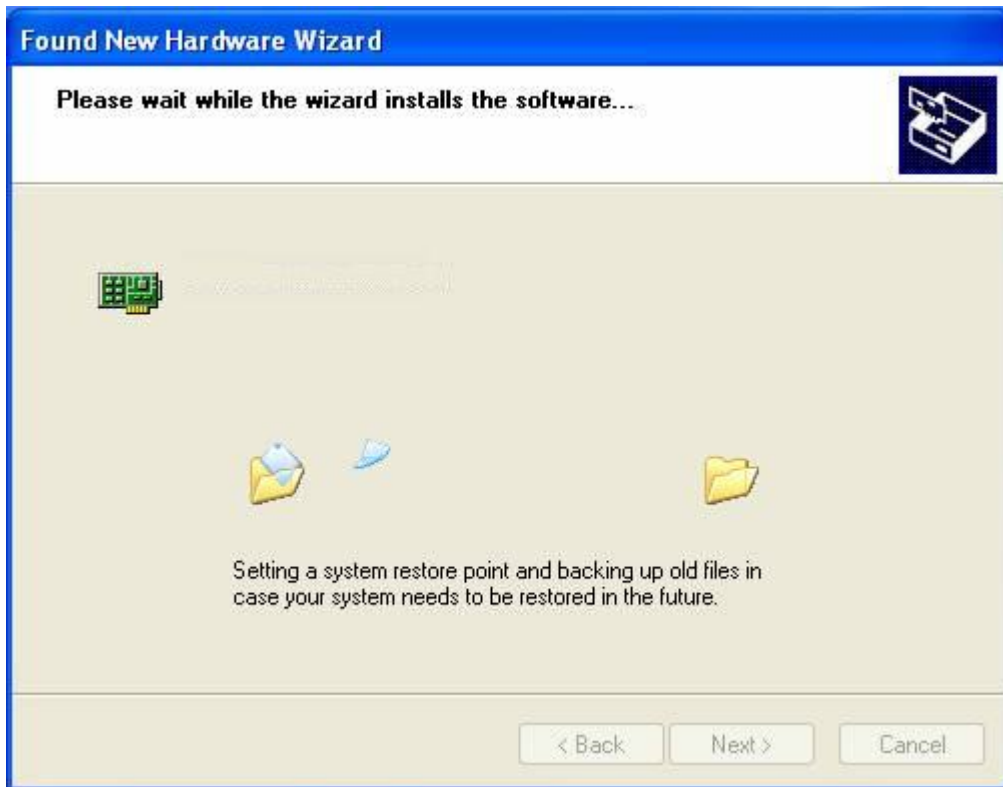 Found New Hardware Wizard
Please wait while the wizard installs the software...
Setting a system restore point and backing up old files in
case your system needs to be restored in the future.
< Back
Next >
Cancel